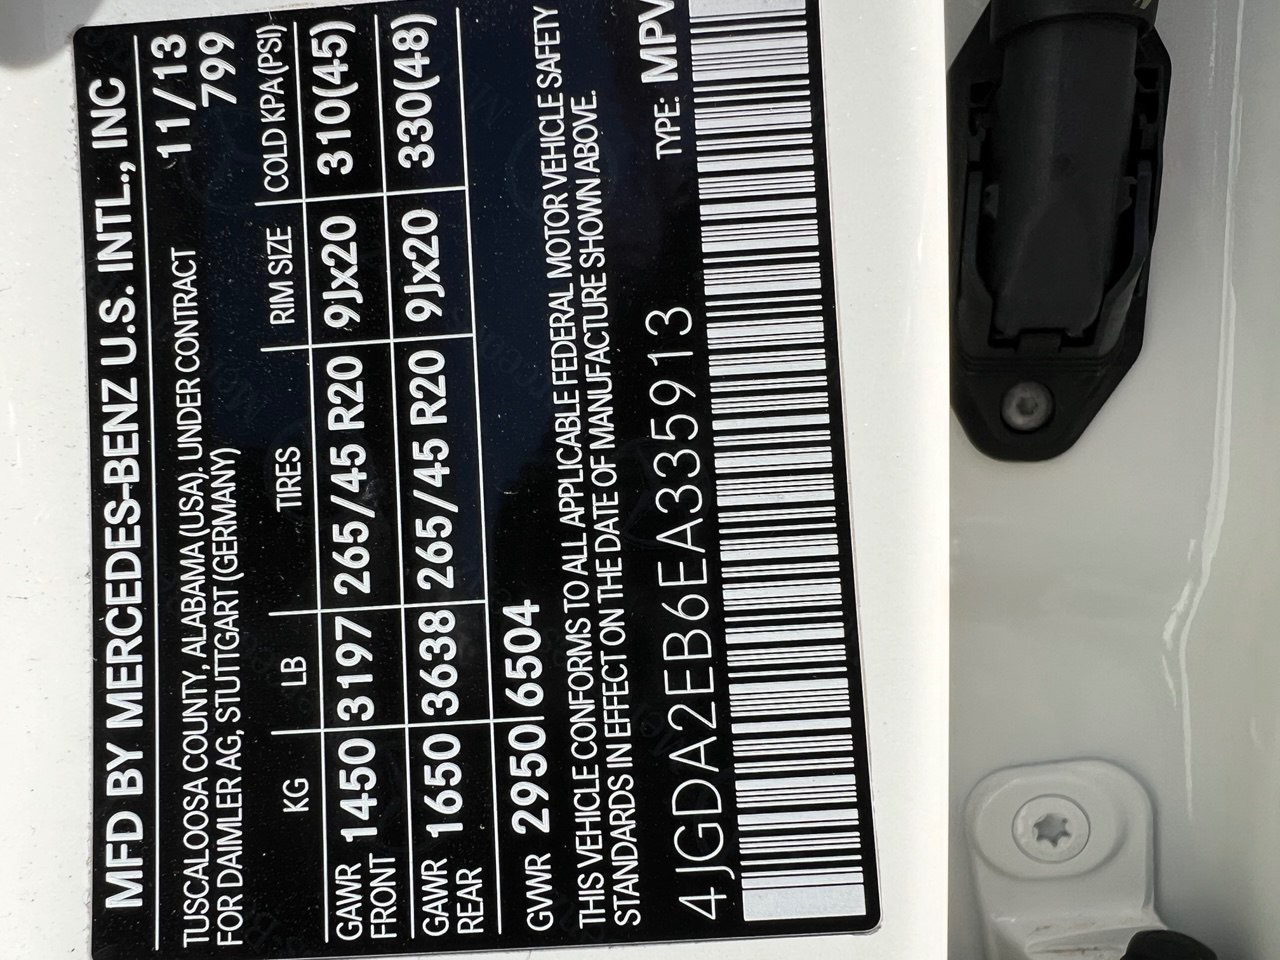 MFD BY MERCEDES-BENZ U.S. INTL., INC
TUSCALOOSA COUNTY, ALABAMA (USA). UNDER CONTRACT 11/13
FOR DAIMLER AG, STUTTGART (GERMANY) 799
KG LB TIRES RIM SIZE COLD KPA(PSI)
GAWR FRONT 1450 3197 265/45 R20 9Jx20 310(45)
GAWR REAR 1650 3638 265/45 R20 9Jx20 330(48)
GVWR 2950 6504
THIS VEHICLE CONFORMS TO ALL APPLICABLE FEDERAL MOTOR VEHICLE SAFETY
STANDARDS IN EFFECT ON THE DATE OF MANUFACTURE SHOWN ABOVE.
4JGDA2EB6EA335913 TYPE: MPV